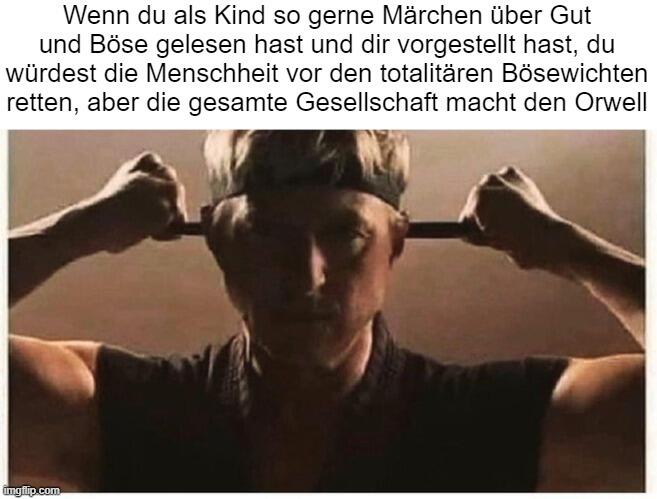 Wenn du als Kind so gerne Märchen über Gut
und Böse gelesen hast und dir vorgestellt hast, du
würdest die Menschheit vor den totalitären Bösewichten
retten, aber die gesamte Gesellschaft macht den Orwell
imgflip.com